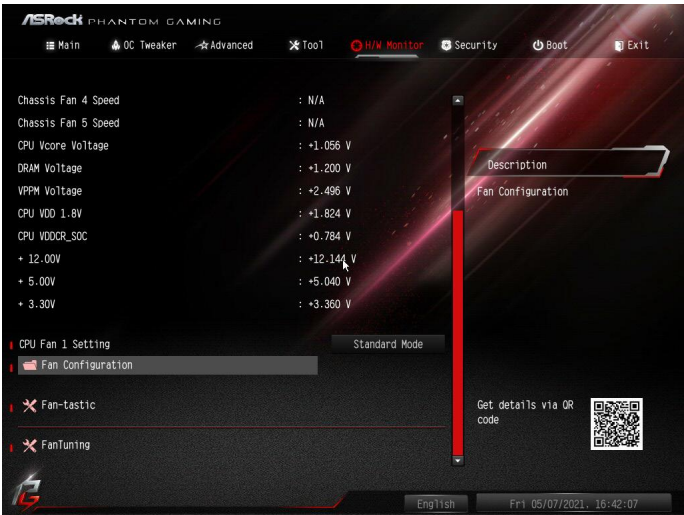 ASRock PHANTOM GAMING
Main OC Tweaker Advanced Tool H/W Monitor Security Boot Exit
Chassis Fan 4 Speed : N/A
Chassis Fan 5 Speed : N/A
CPU Vcore Voltage : +1.056 V
DRAM Voltage : +1.200 V
VPPM Voltage : +2.496 V
CPU VDD 1.8V : +1.824 V
CPU VDDCR_SOC : +0.784 V
+ 12.00V : +12.144 V
+ 5.00V : +5.040 V
+ 3.30V : +3.360 V
CPU Fan 1 Setting Standard Mode
Fan Configuration
Fan-tastic
FanTuning
Description
Fan Configuration
Get details via QR
code
English Fri 05/07/2021, 16:42:07